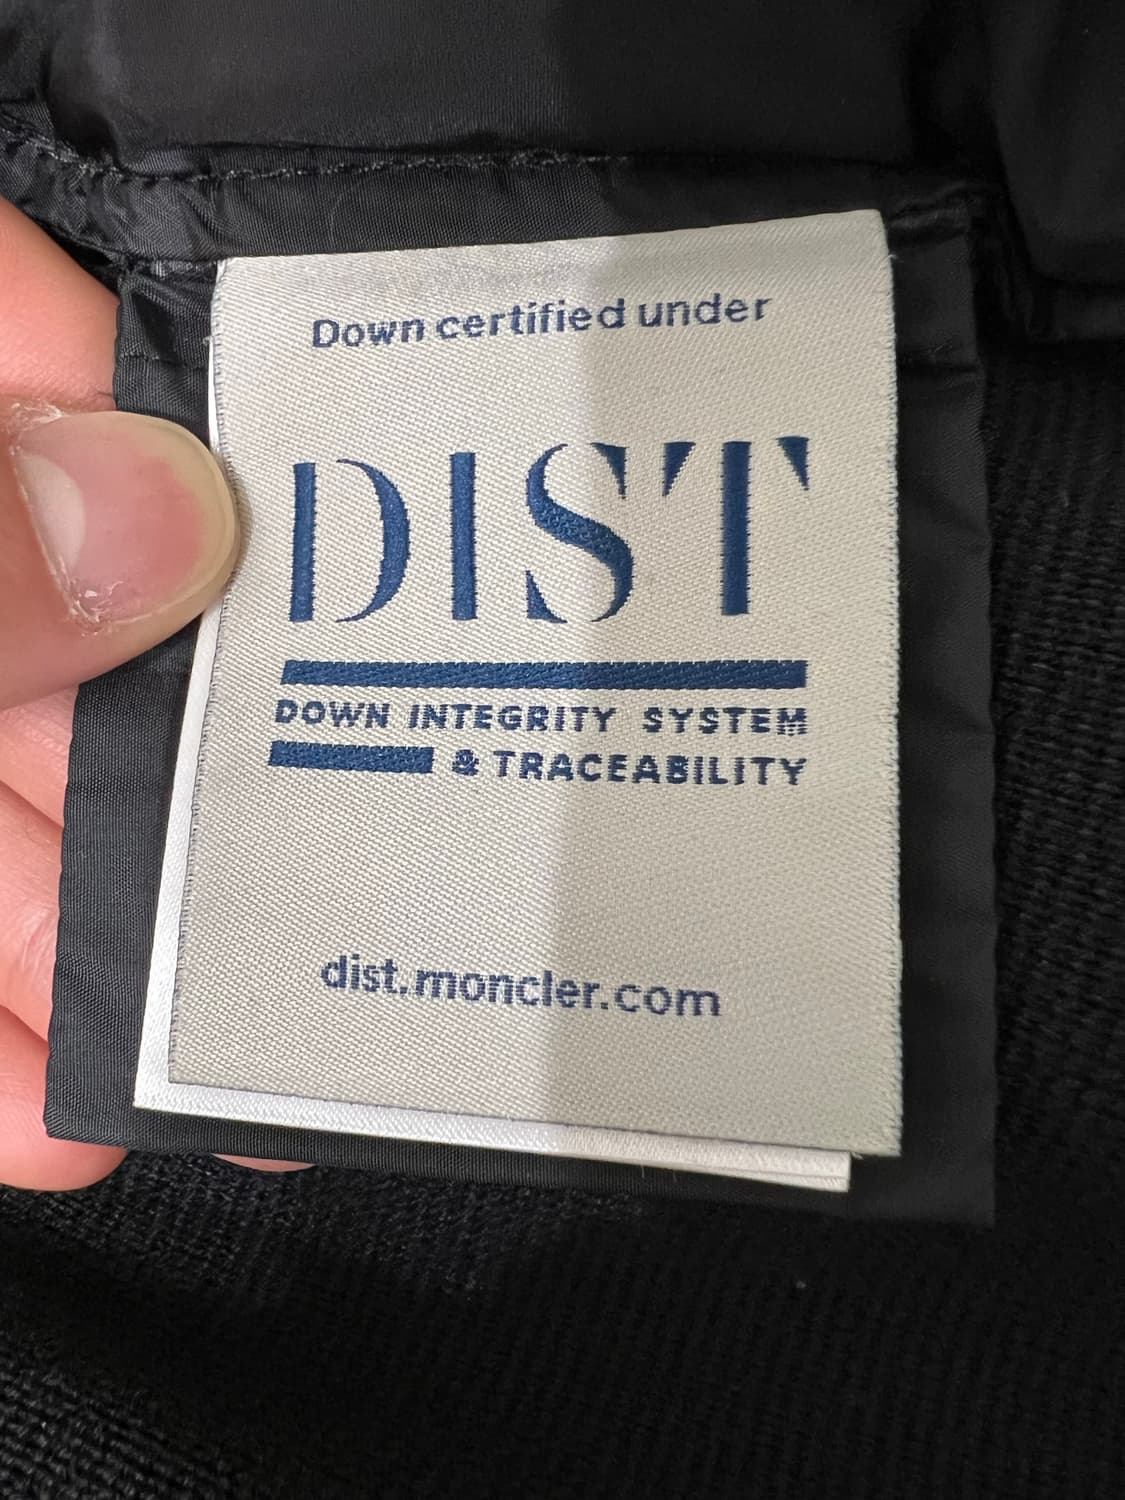 Down certified under
DIST
DOWN INTEGRITY SYSTEM
& TRACEABILITY
dist.moncler.com